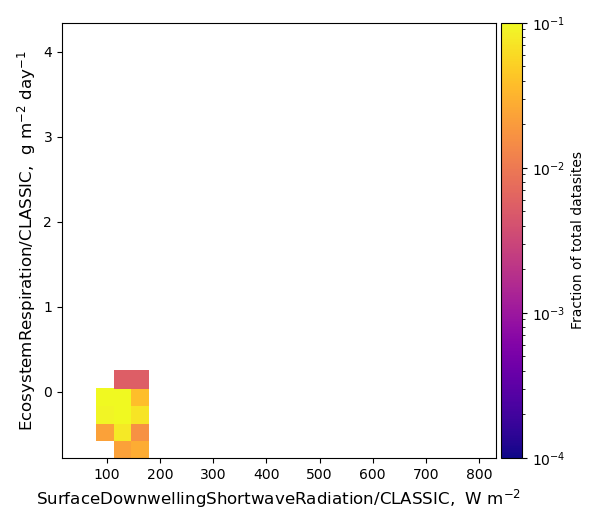 4
3
2
1
0
100 200 300 400 500 600 700 800
SurfaceDownwellingShortwaveRadiation/CLASSIC, W m⁻²
EcosystemRespiration/CLASSIC, g m⁻² day⁻¹
10⁻¹
10⁻²
10⁻³
10⁻⁴
Fraction of total datasites